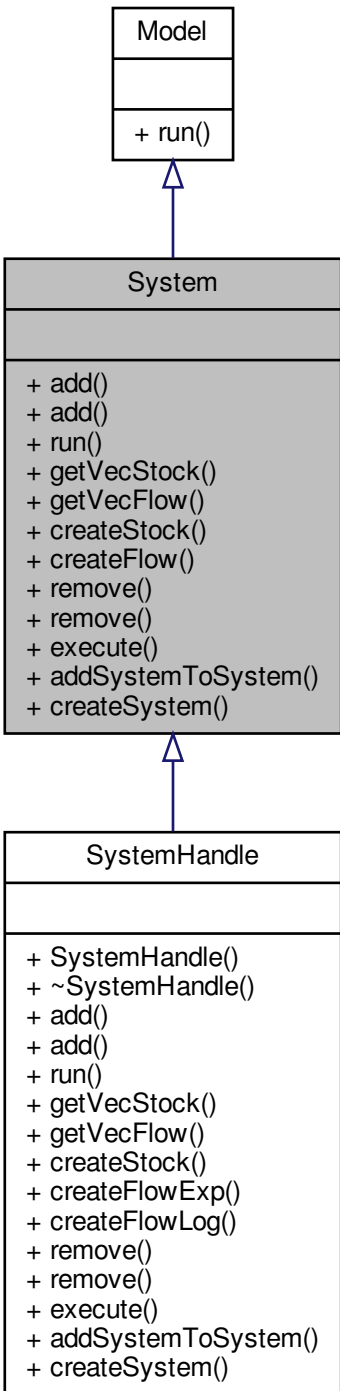 Model
+ run()
System
+ add()
+ add()
+ run()
+ getVecStock()
+ getVecFlow()
+ createStock()
+ createFlow()
+ remove()
+ remove()
+ execute()
+ addSystemToSystem()
+ createSystem()
SystemHandle
+ SystemHandle()
+ ~SystemHandle()
+ add()
+ add()
+ run()
+ getVecStock()
+ getVecFlow()
+ createStock()
+ createFlowExp()
+ createFlowLog()
+ remove()
+ remove()
+ execute()
+ addSystemToSystem()
+ createSystem()